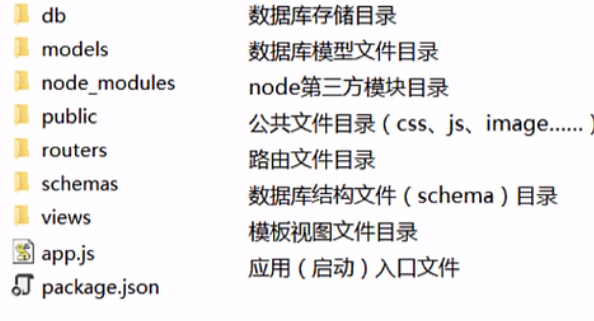 db 数据库存储目录
models 数据库模型文件目录
node_modules node第三方模块目录
public 公共文件目录（css、js、image......）
routers 路由文件目录
schemas 数据库结构文件（schema）目录
views 模板视图文件目录
app.js 应用（启动）入口文件
package.json